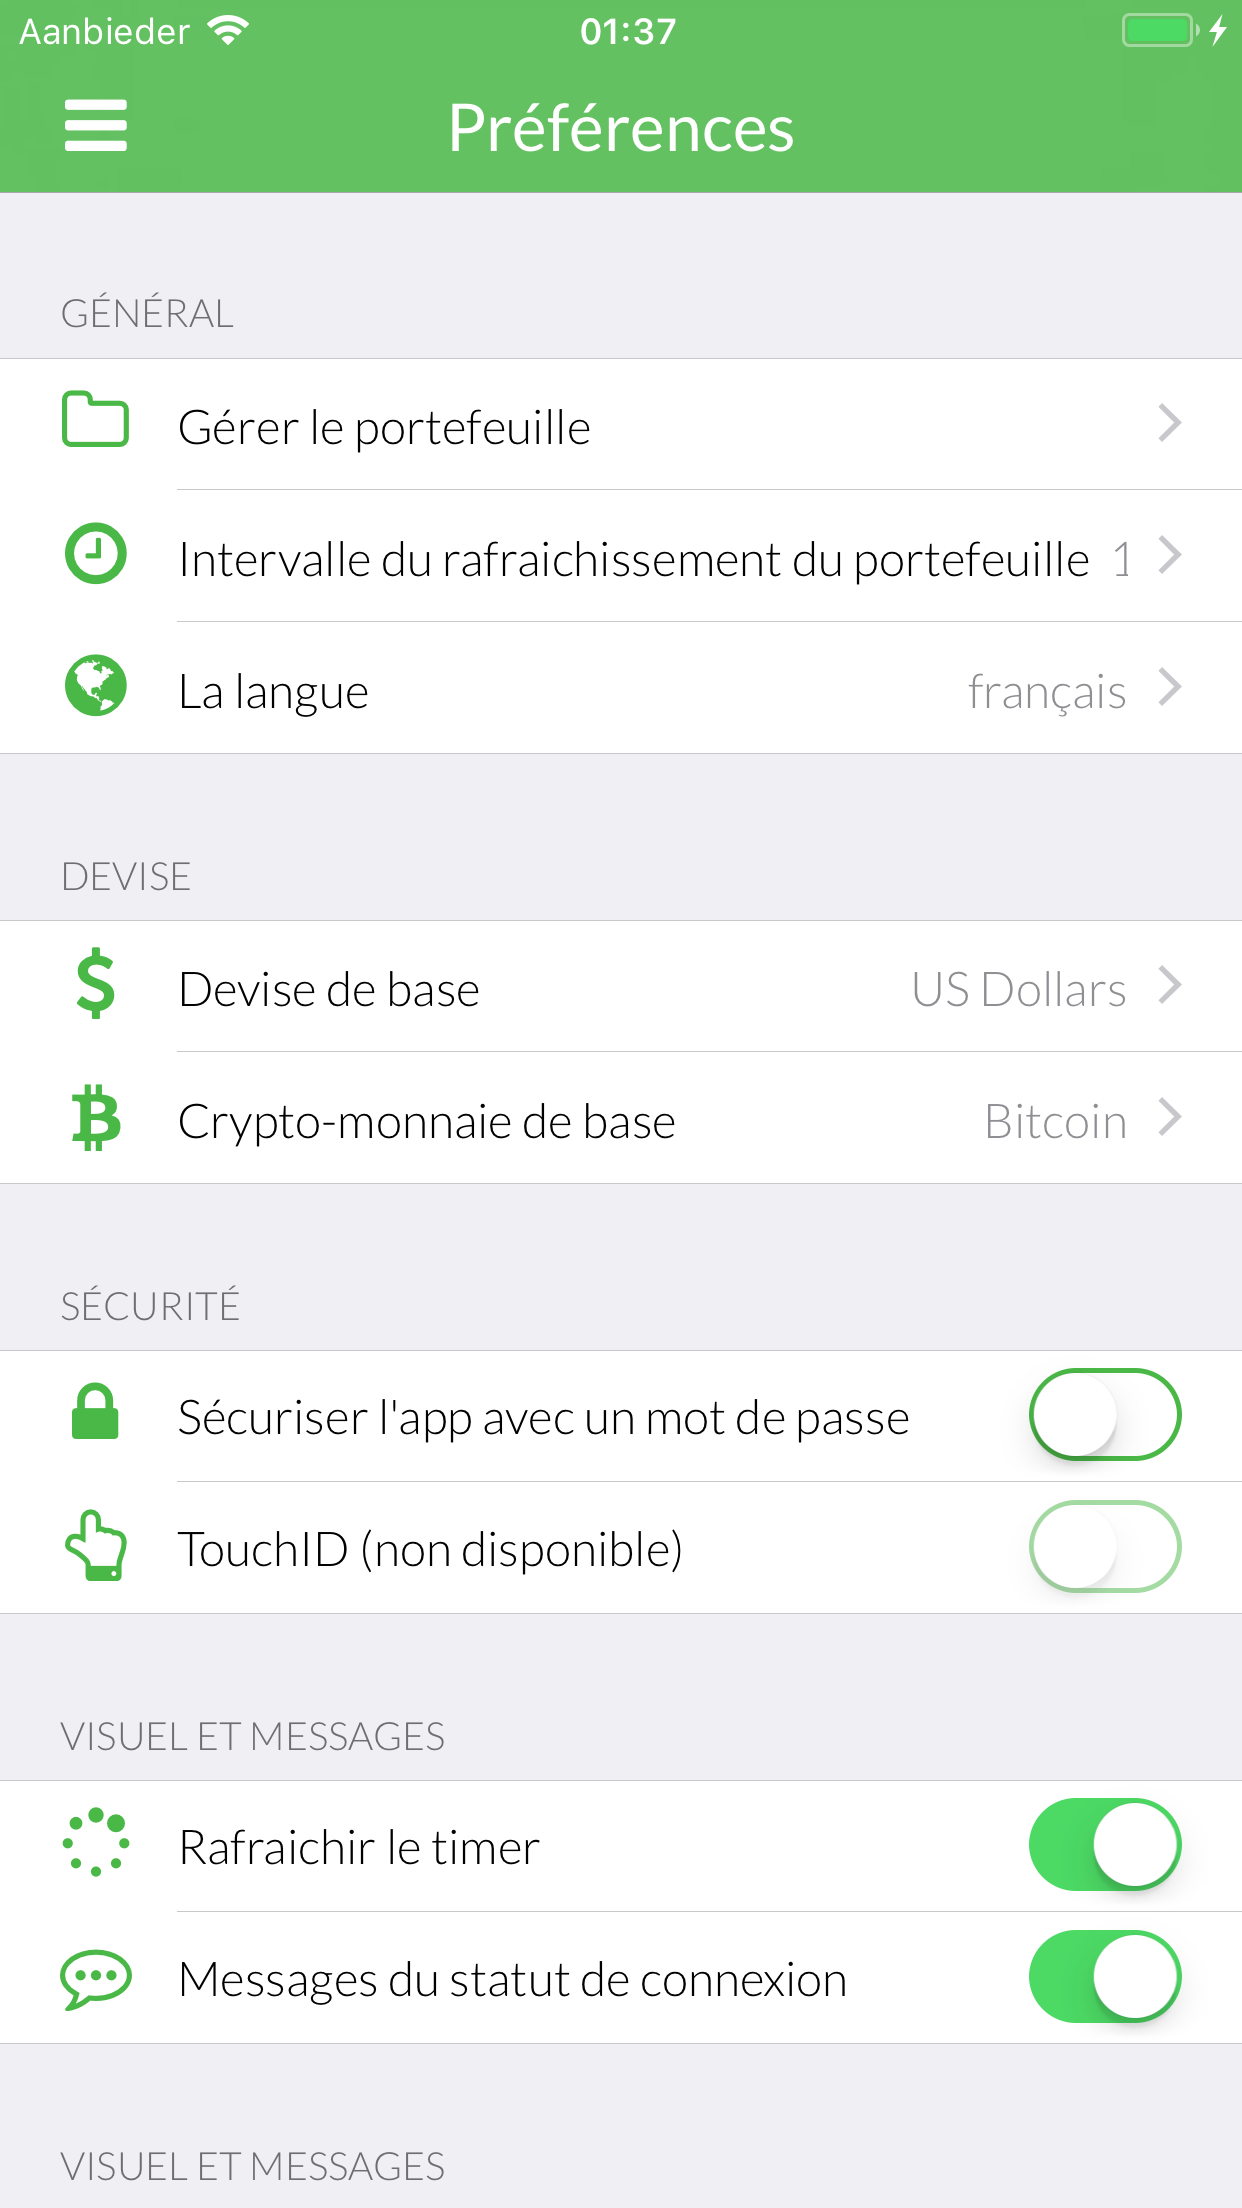 Aanbieder 01:37
Préférences
GÉNÉRAL
Gérer le portefeuille
Intervalle du rafraichissement du portefeuille 1
La langue français
DEVISE
Devise de base US Dollars
Crypto-monnaie de base Bitcoin
SÉCURITÉ
Sécuriser l'app avec un mot de passe
TouchID (non disponible)
VISUEL ET MESSAGES
Rafraichir le timer
Messages du statut de connexion
VISUEL ET MESSAGES